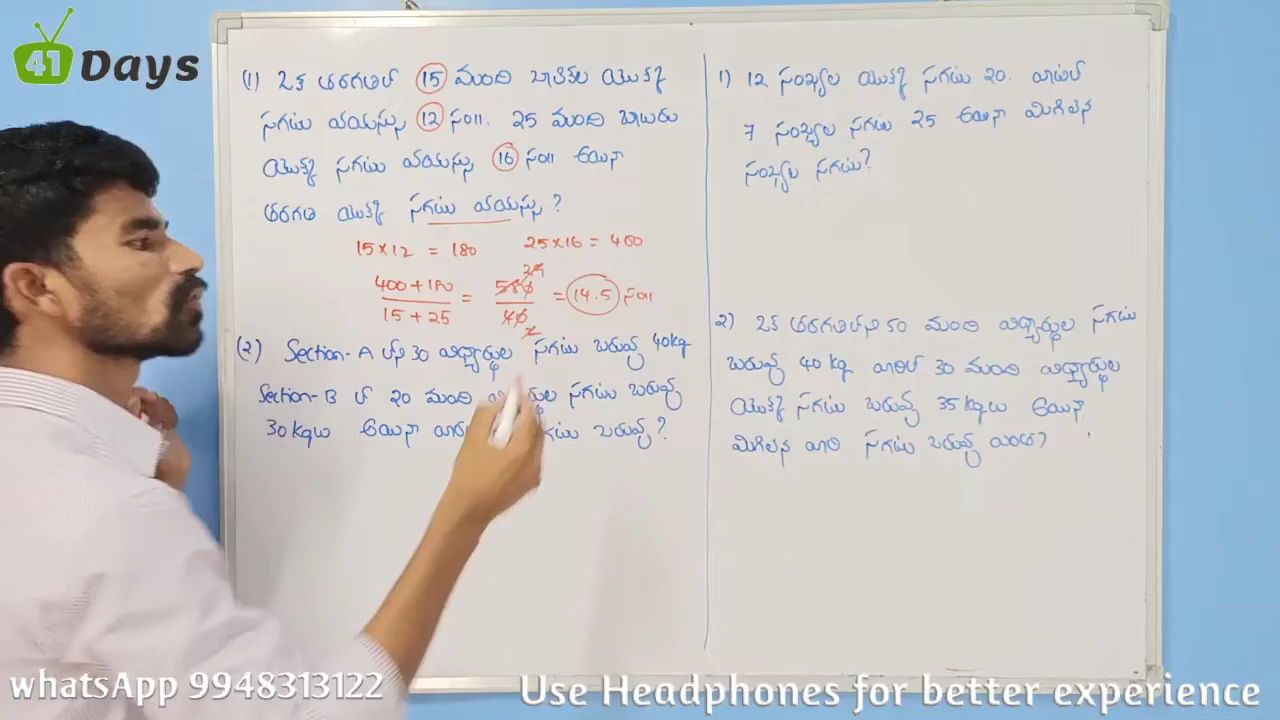 41 Days
(1) ఒక తరగతిలో 15 మంది బాలికల యొక్క
సగటు వయస్సు 12 సం॥. 25 మంది బాలురు
యొక్క సగటు వయస్సు 16 సం॥ అయినా
తరగతి యొక్క సగటు వయస్సు ?
15 × 12 = 180 25 × 16 = 400
400 + 180 / 15 + 25 = 580 / 40 = 14.5 సం॥
29
2
(2) Section-A లోని 30 విద్యార్థుల సగటు బరువు 40kg
Section-B లో 20 మంది సగటు బరువు
30kgలు అయినా బరువు?
1) 12 సంఖ్యల యొక్క సగటు 20. వాటిలో
7 సంఖ్యల సగటు 25 అయినా మిగిలిన
సంఖ్యల సగటు?
2) ఒక తరగతిలోని 50 మంది విద్యార్థుల సగటు
బరువు 40 kg వారిలో 30 మంది విద్యార్థుల
యొక్క సగటు బరువు 35 kgలు అయినా
మిగిలిన వారి సగటు బరువు ఎంత?
whatsApp 9948313122
Use Headphones for better experience